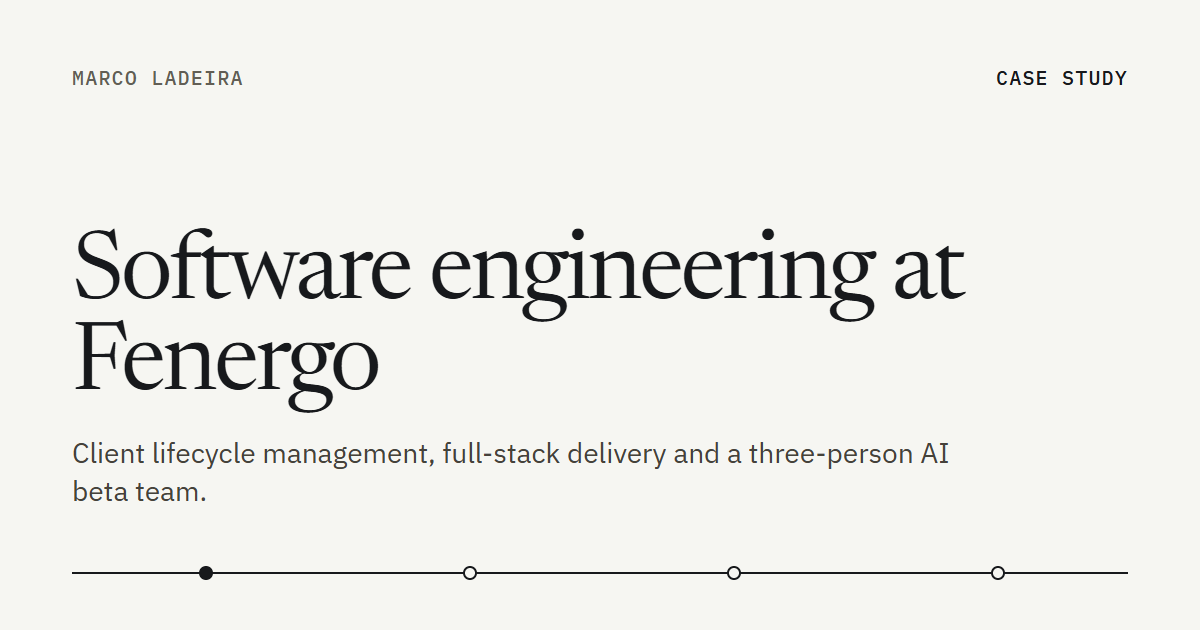 MARCO LADEIRA
CASE STUDY
Software engineering at
Fenergo
Client lifecycle management, full-stack delivery and a three-person AI
beta team.